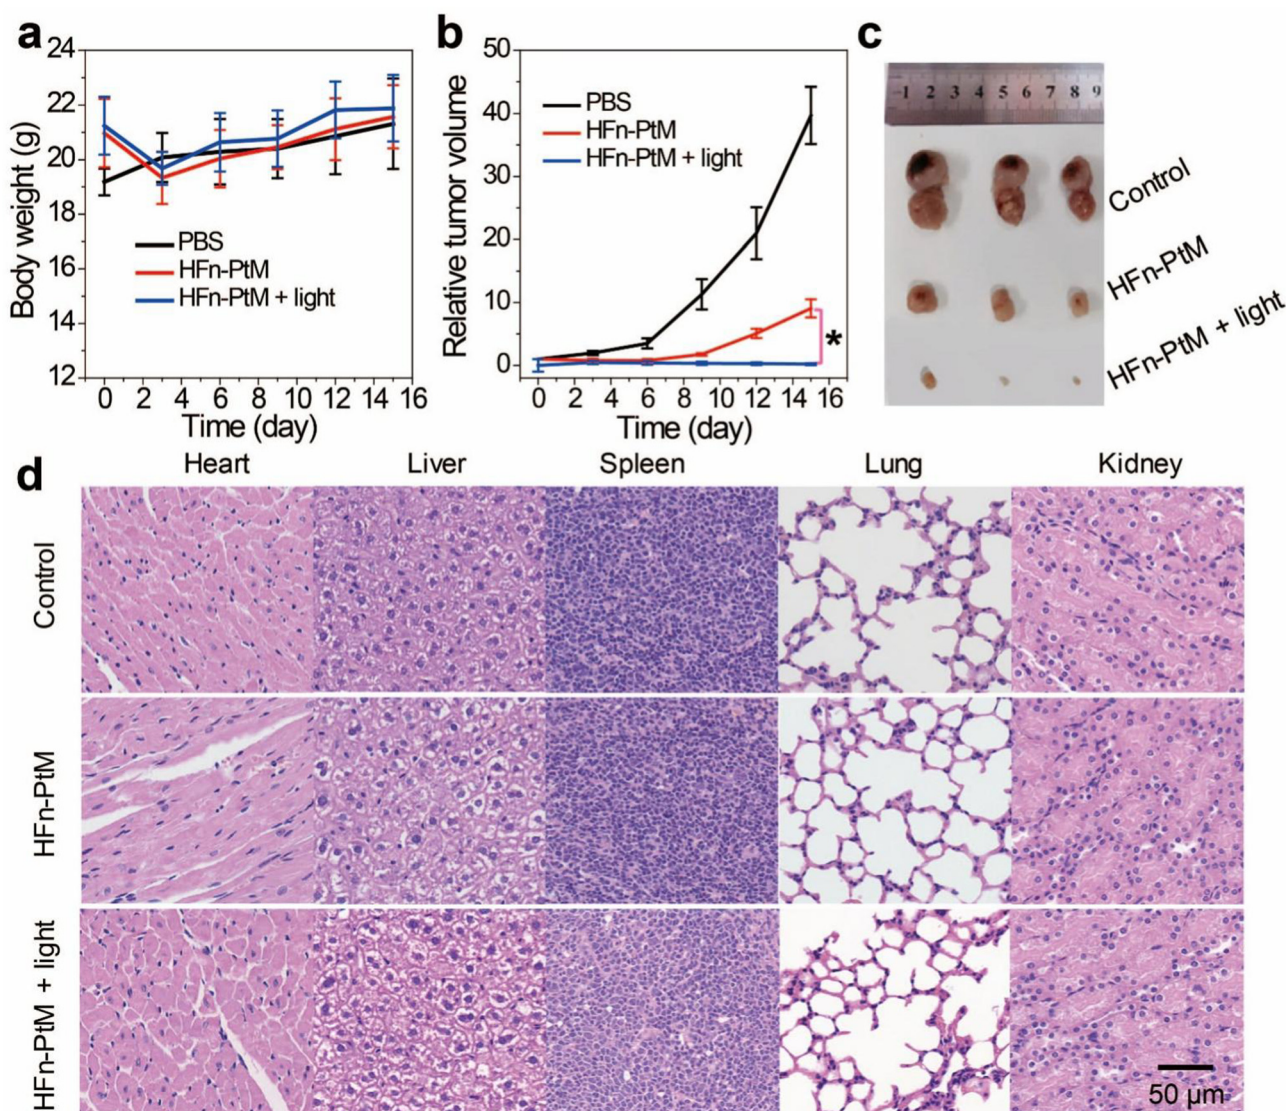 a
24
22
20
18
16
14
12
Body weight (g)
PBS
HFn-PtM
HFn-PtM + light
0 2 4 6 8 10 12 14 16
Time (day)
b
50
40
30
20
10
0
Relative tumor volume
PBS
HFn-PtM
HFn-PtM + light
*
0 2 4 6 8 10 12 14 16
Time (day)
c
1 2 3 4 5 6 7 8 9
Control
HFn-PtM
HFn-PtM + light
d
Heart Liver Spleen Lung Kidney
Control
HFn-PtM
HFn-PtM + light
50 µm